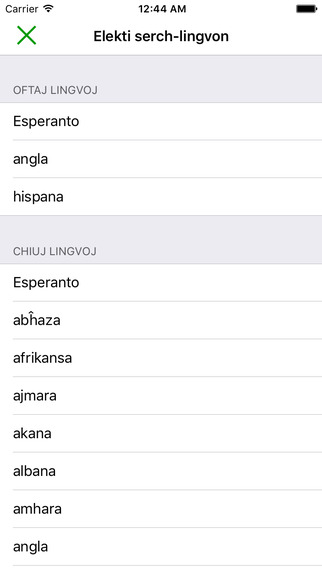 Carrier 12:44 AM
Elekti serch-lingvon
OFTAJ LINGVOJ
Esperanto
angla
hispana
CHIUJ LINGVOJ
Esperanto
abĥaza
afrikansa
ajmara
akana
albana
amhara
angla